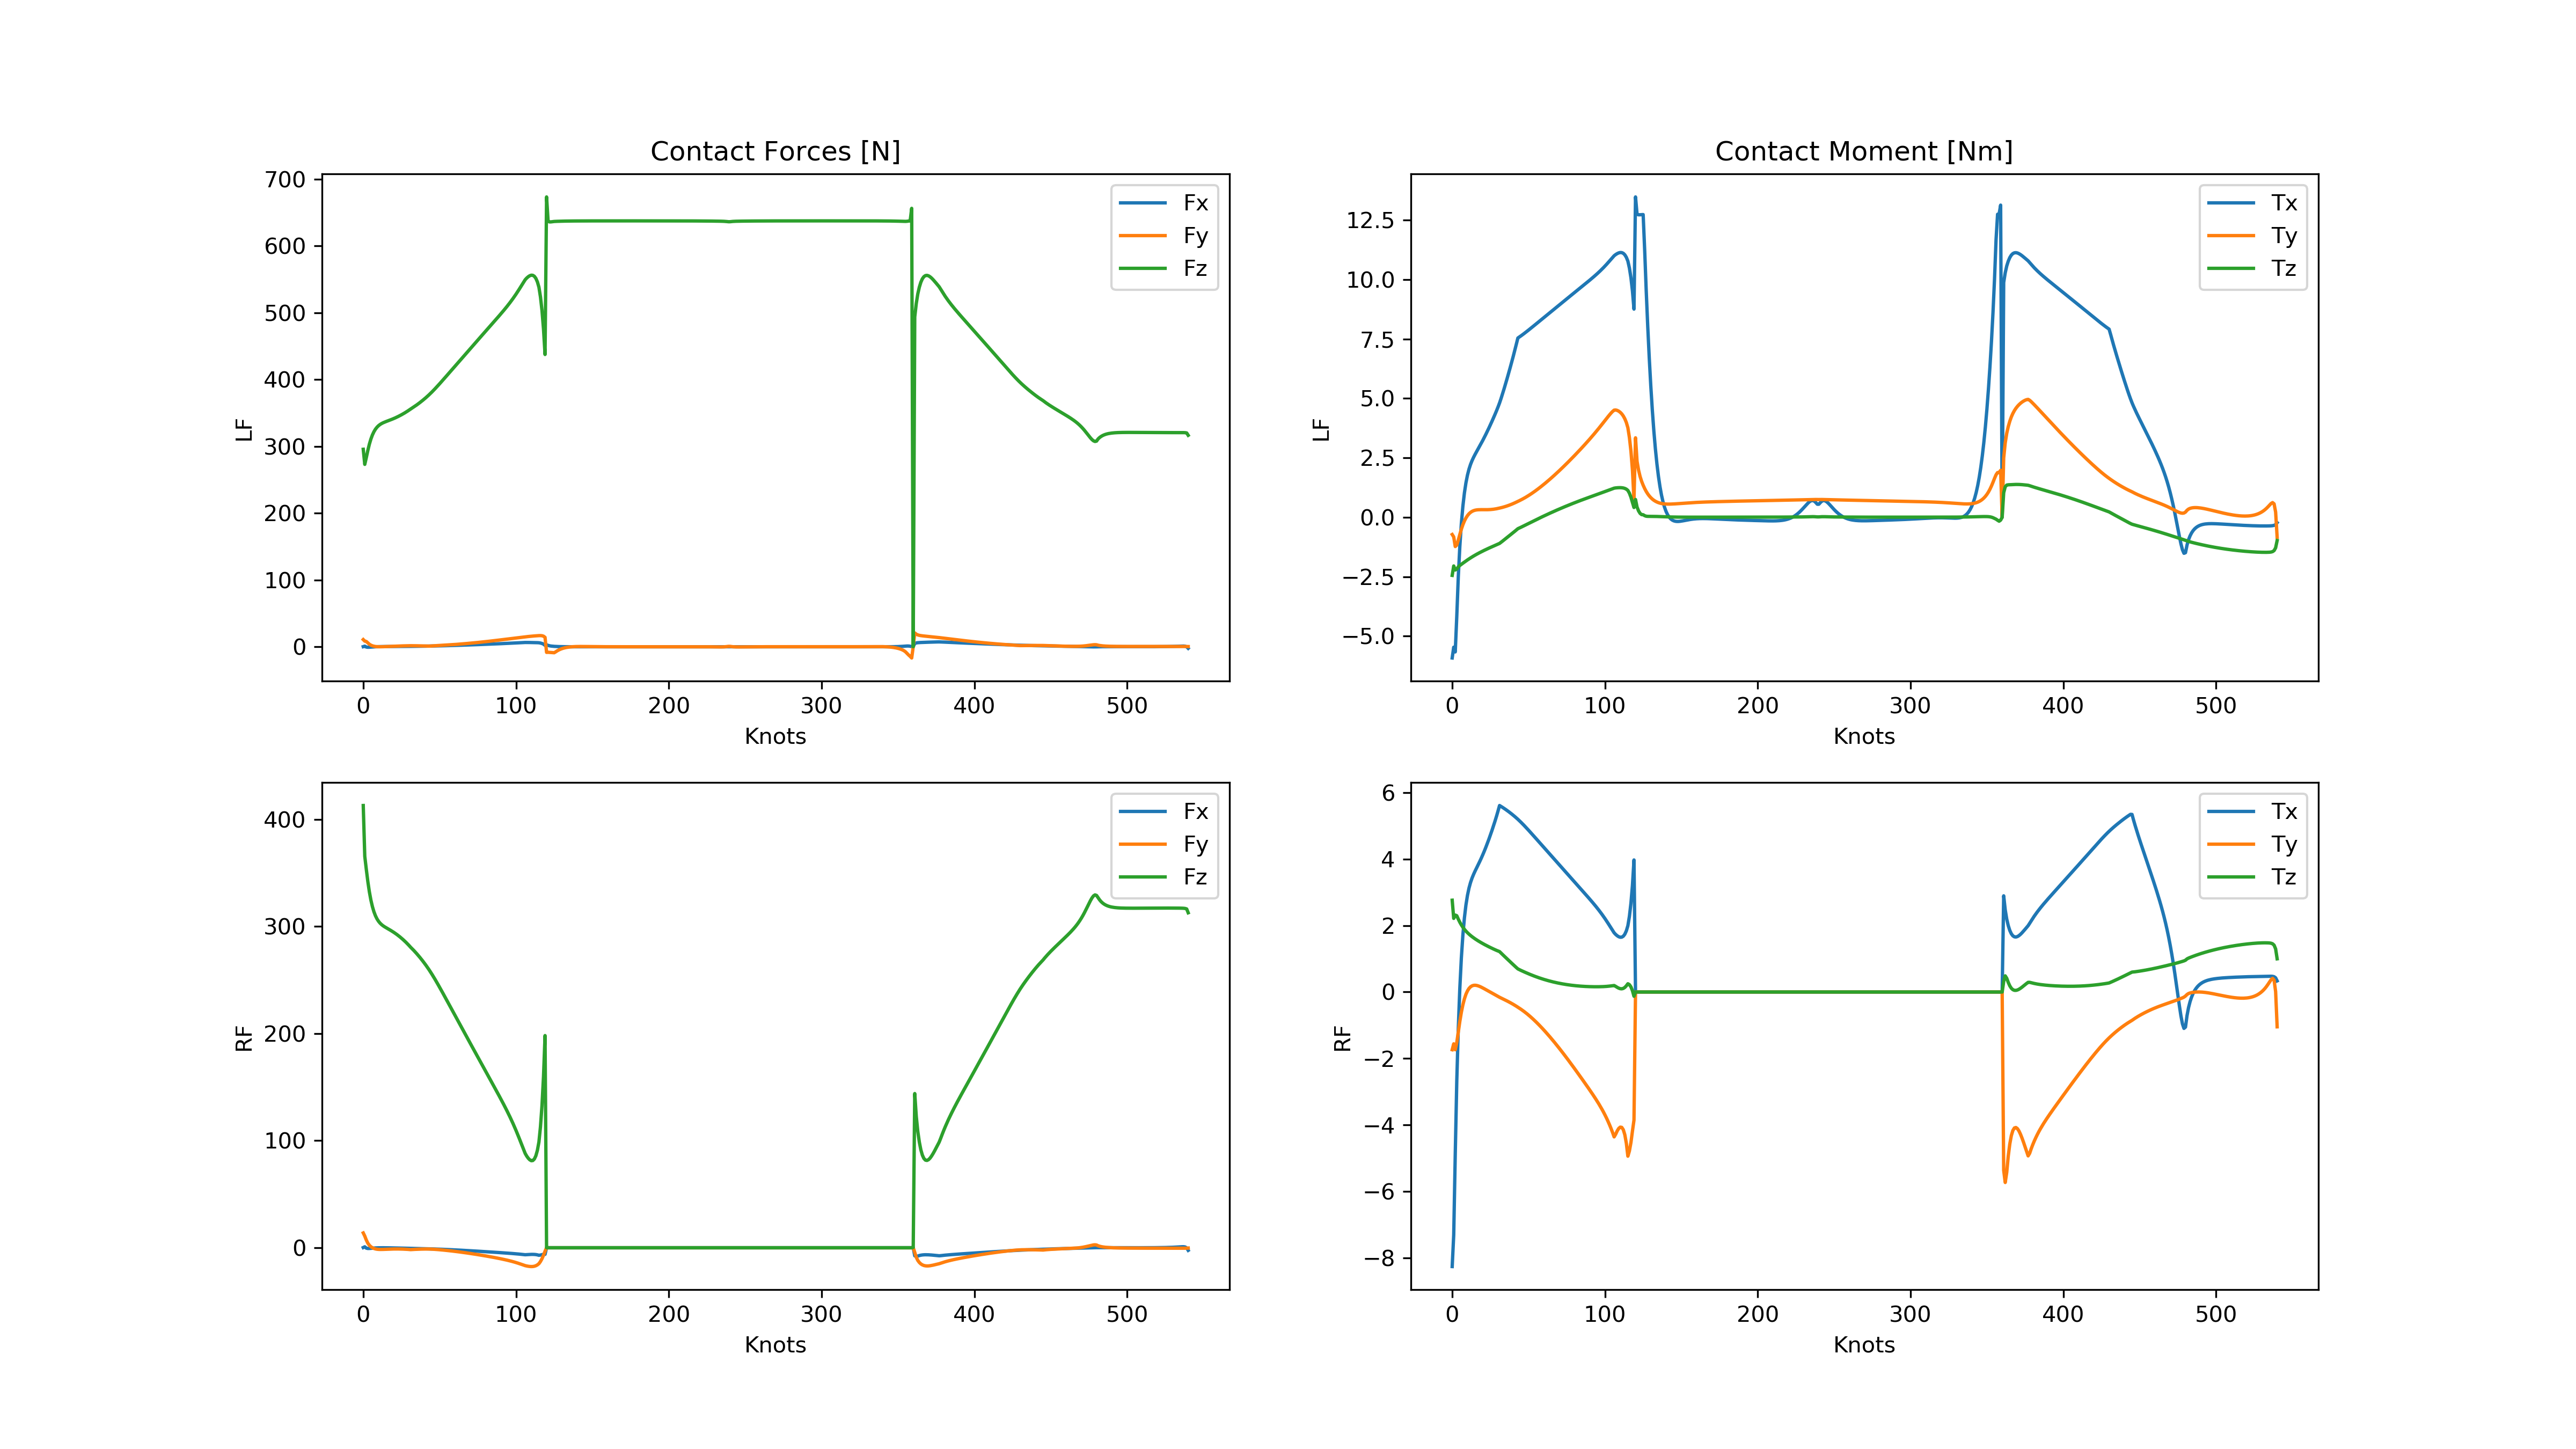 Contact Forces [N]
700
600
500
400
300
200
100
0
LF
Fx
Fy
Fz
0 100 200 300 400 500
Knots
Contact Moment [Nm]
12.5
10.0
7.5
5.0
2.5
0.0
−2.5
−5.0
LF
Tx
Ty
Tz
0 100 200 300 400 500
Knots
400
300
200
100
0
RF
Fx
Fy
Fz
0 100 200 300 400 500
Knots
6
4
2
0
−2
−4
−6
−8
RF
Tx
Ty
Tz
0 100 200 300 400 500
Knots